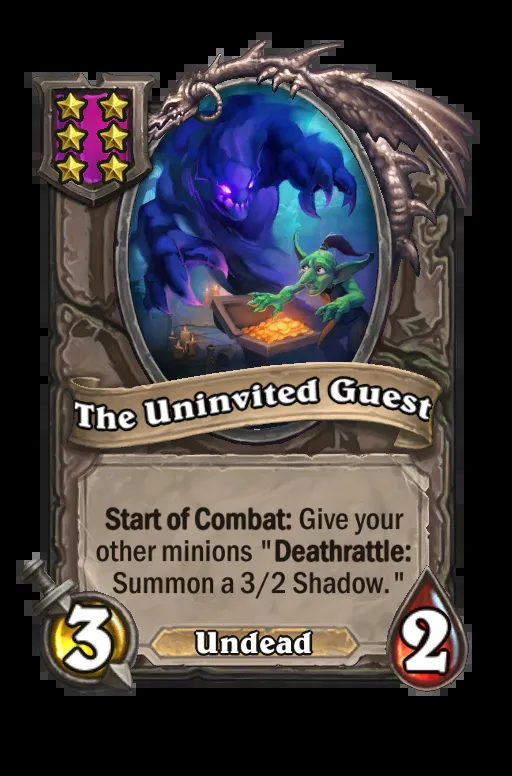 The Uninvited Guest
Start of Combat: Give your
other minions "Deathrattle:
Summon a 3/2 Shadow."
3
Undead
2